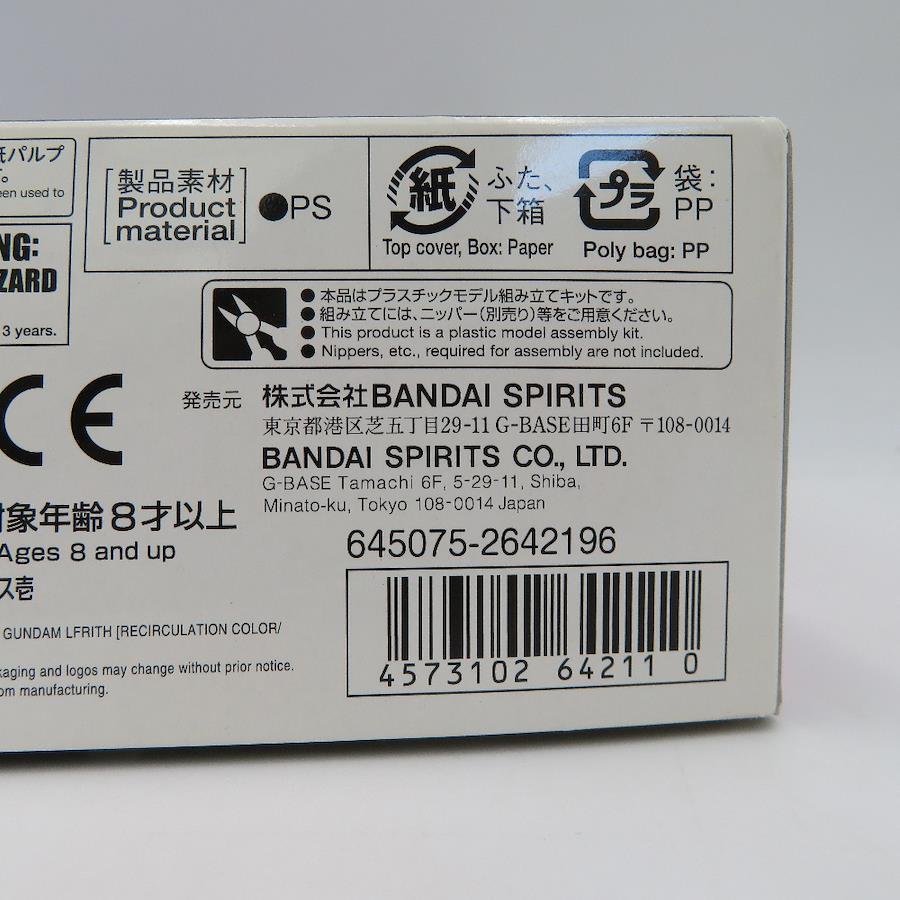 紙パルプ
す。
een used to
NG:
ZARD
3 years.
[製品素材
Product
material] ●PS
紙 ふた、
下箱
Top cover, Box: Paper
プラ 袋:
PP
Poly bag: PP
●本品はプラスチックモデル組み立てキットです。
●組み立てには、ニッパー(別売り)等をご用意ください。
●This product is a plastic model assembly kit.
●Nippers, etc., required for assembly are not included.
CE
発売元 株式会社BANDAI SPIRITS
東京都港区芝五丁目29-11 G-BASE田町6F 〒108-0014
BANDAI SPIRITS CO., LTD.
G-BASE Tamachi 6F, 5-29-11, Shiba,
Minato-ku, Tokyo 108-0014 Japan
対象年齢8才以上
Ages 8 and up
ス壱
645075-2642196
GUNDAM LFRITH [RECIRCULATION COLOR/
kaging and logos may change without prior notice.
om manufacturing.
4573102 64211 0